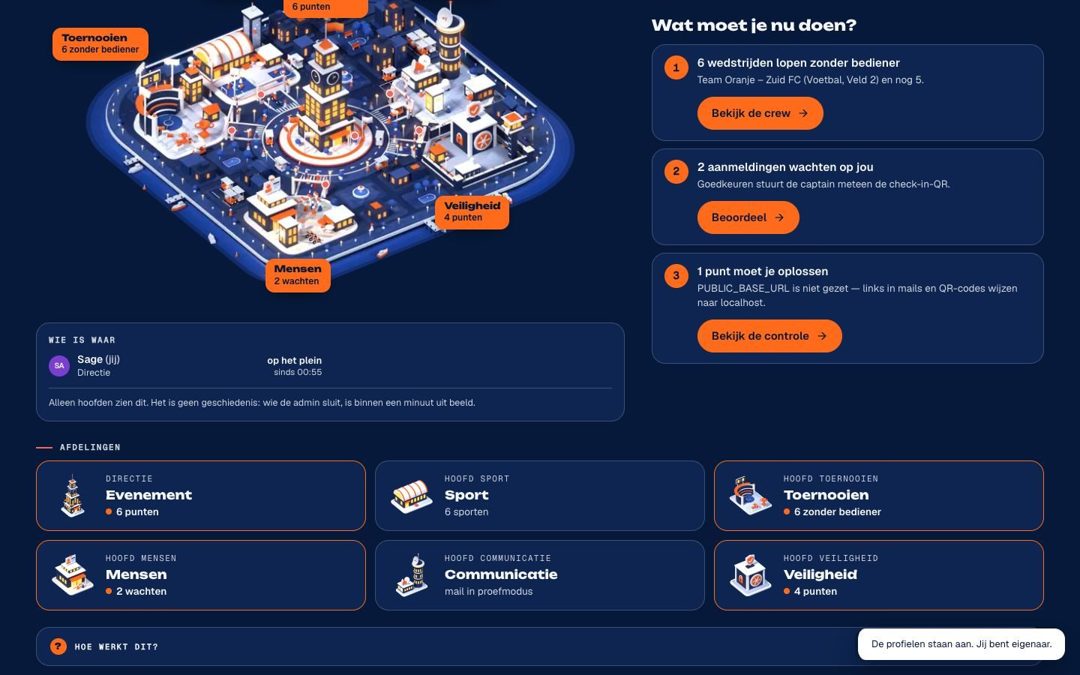 6 punten
Toernooien
6 zonder bediener
Veiligheid
4 punten
Mensen
2 wachten
Wat moet je nu doen?
1
6 wedstrijden lopen zonder bediener
Team Oranje – Zuid FC (Voetbal, Veld 2) en nog 5.
Bekijk de crew →
2
2 aanmeldingen wachten op jou
Goedkeuren stuurt de captain meteen de check-in-QR.
Beoordeel →
3
1 punt moet je oplossen
PUBLIC_BASE_URL is niet gezet — links in mails en QR-codes wijzen
naar localhost.
Bekijk de controle →
WIE IS WAAR
SA
Sage (jij)
Directie
op het plein
sinds 00:55
Alleen hoofden zien dit. Het is geen geschiedenis: wie de admin sluit, is binnen een minuut uit beeld.
AFDELINGEN
DIRECTIE
Evenement
6 punten
HOOFD SPORT
Sport
6 sporten
HOOFD TOERNOOIEN
Toernooien
6 zonder bediener
HOOFD MENSEN
Mensen
2 wachten
HOOFD COMMUNICATIE
Communicatie
mail in proefmodus
HOOFD VEILIGHEID
Veiligheid
4 punten
? HOE WERKT DIT?
De profielen staan aan. Jij bent eigenaar.